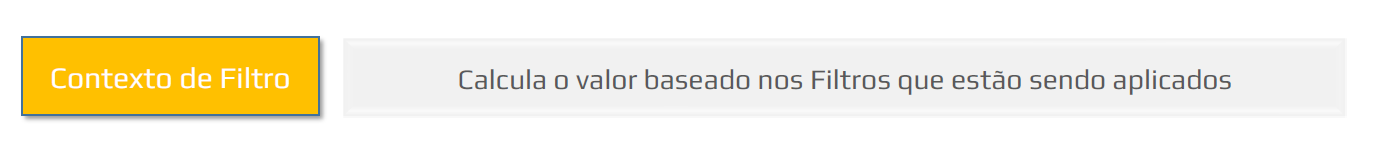 Contexto de Filtro
Calcula o valor baseado nos Filtros que estão sendo aplicados